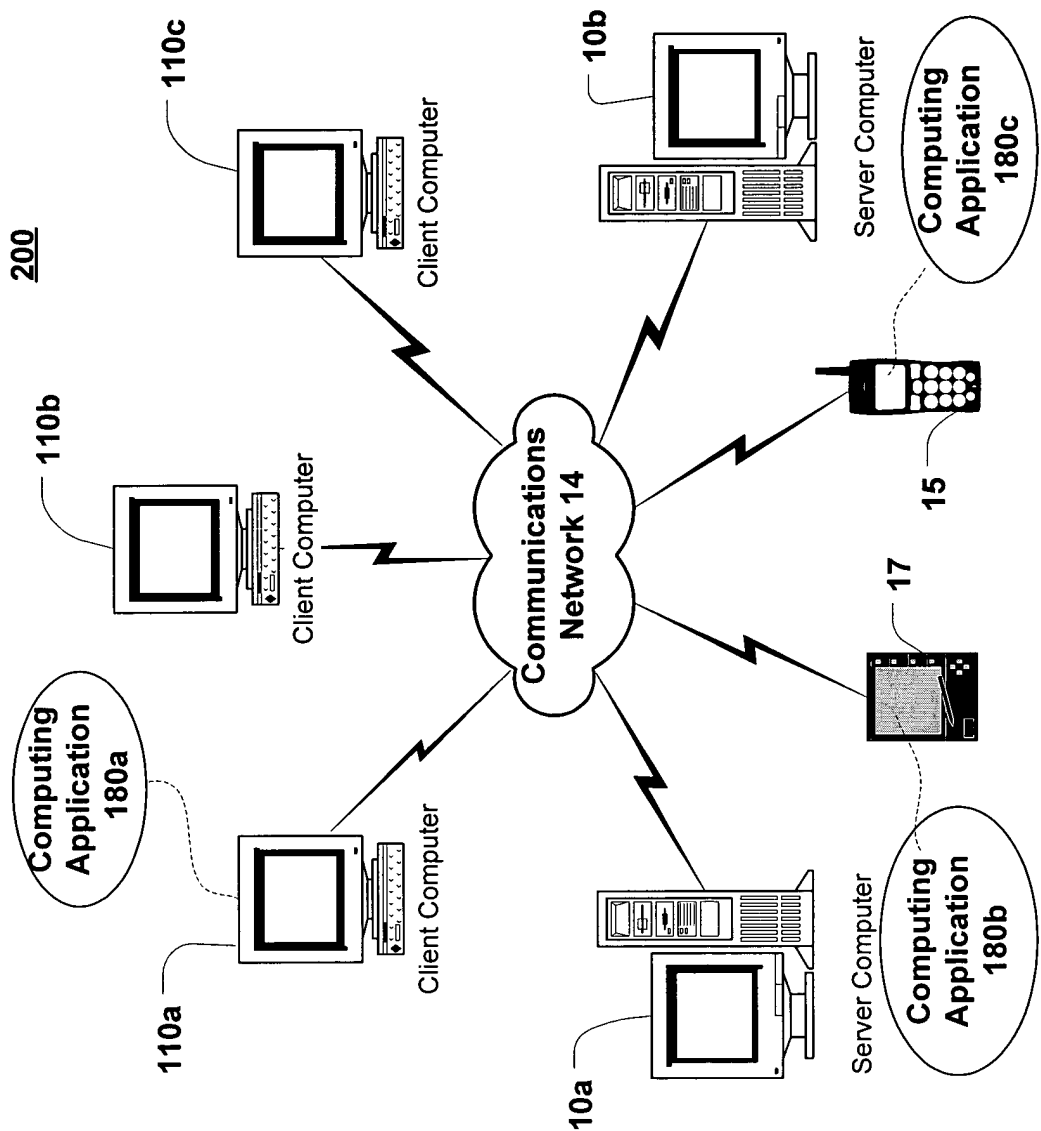 200
110b
110a
110c
Computing
Application
180a
Client Computer
Client Computer
Client Computer
Communications
Network 14
10a
10b
17
15
Server Computer
Server Computer
Computing
Application
180b
Computing
Application
180c